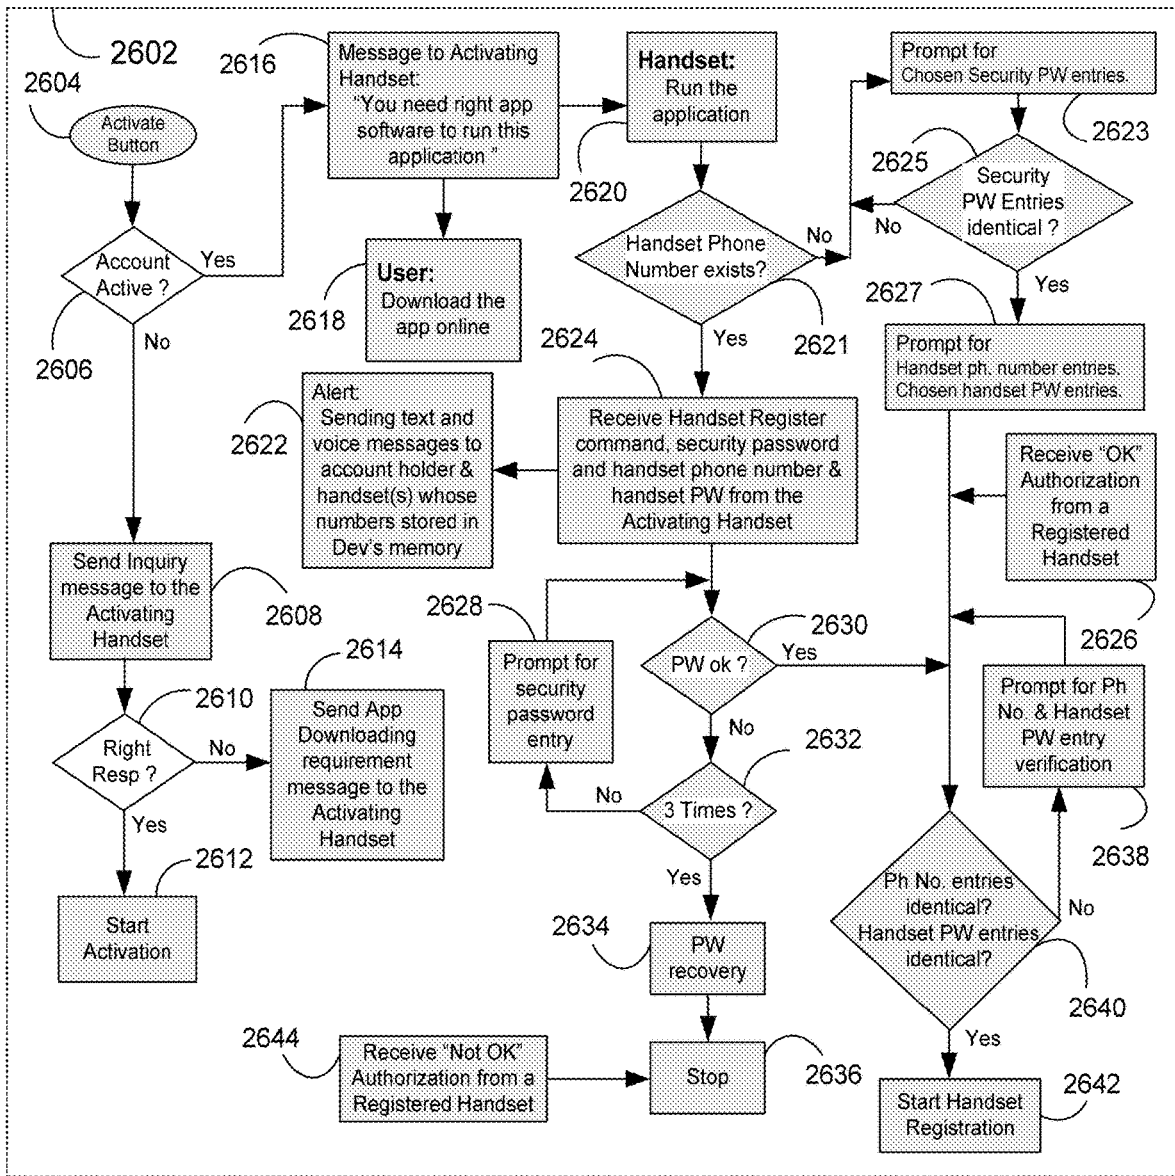 2602
2604
Activate
Button
Account
Active ?
Yes
No
2606
Send Inquiry
message to the
Activating
Handset
2608
2610
Right
Resp ?
No
Yes
2612
Start
Activation
2614
Send App
Downloading
requirement
message to the
Activating
Handset
2616
Message to Activating
Handset:
“You need right app
software to run this
application ”
2618
User:
Download the
app online
Handset:
Run the
application
2620
Handset Phone
Number exists?
No
Yes
2621
2622
Alert:
Sending text and
voice messages to
account holder &
handset(s) whose
numbers stored in
Dev’s memory
2624
Receive Handset Register
command, security password
and handset phone number &
handset PW from the
Activating Handset
2628
Prompt for
security
password
entry
2630
PW ok ?
Yes
No
2632
3 Times ?
No
Yes
2634
PW
recovery
2644
Receive “Not OK”
Authorization from a
Registered Handset
Stop
2636
Prompt for
Chosen Security PW entries.
2623
2625
Security
PW Entries
identical ?
No
Yes
2627
Prompt for
Handset ph. number entries.
Chosen handset PW entries.
Receive “OK”
Authorization
from a
Registered
Handset
2626
Prompt for Ph
No. & Handset
PW entry
verification
2638
Ph No. entries
identical?
Handset PW entries
identical?
No
2640
Yes
Start Handset
Registration
2642